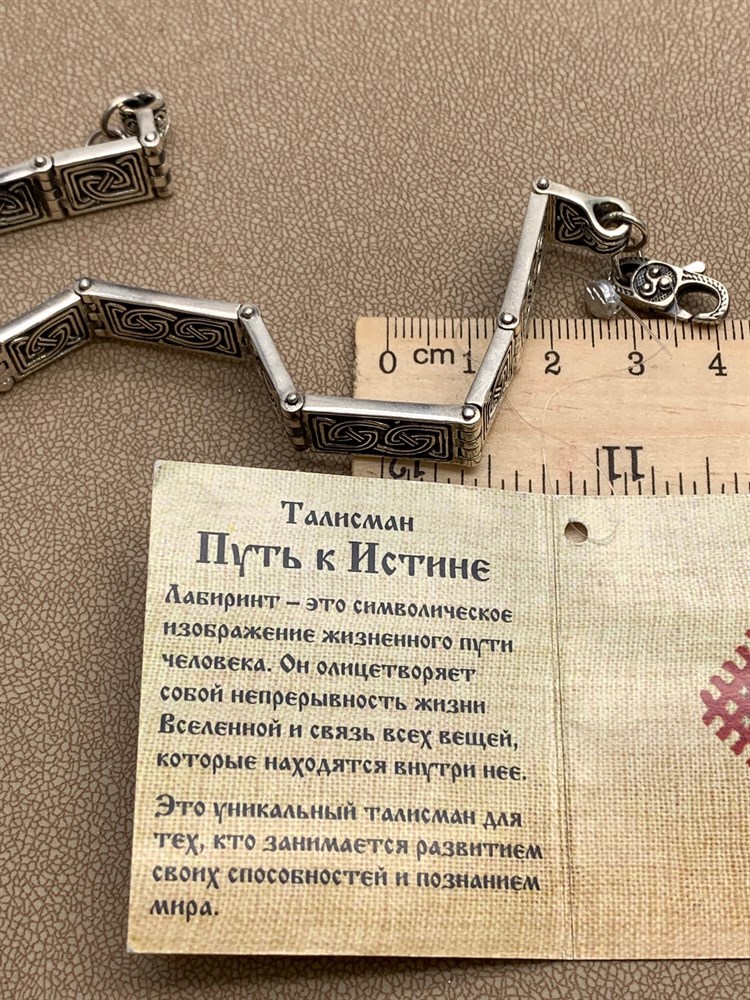 0 cm 1 2 3 4
12 11
Талисман
Путь к Истине
Лабиринт – это символическое
изображение жизненного пути
человека. Он олицетворяет
собой непрерывность жизни
Вселенной и связь всех вещей,
которые находятся внутри нее.
Это уникальный талисман для
тех, кто занимается развитием
своих способностей и познанием
мира.